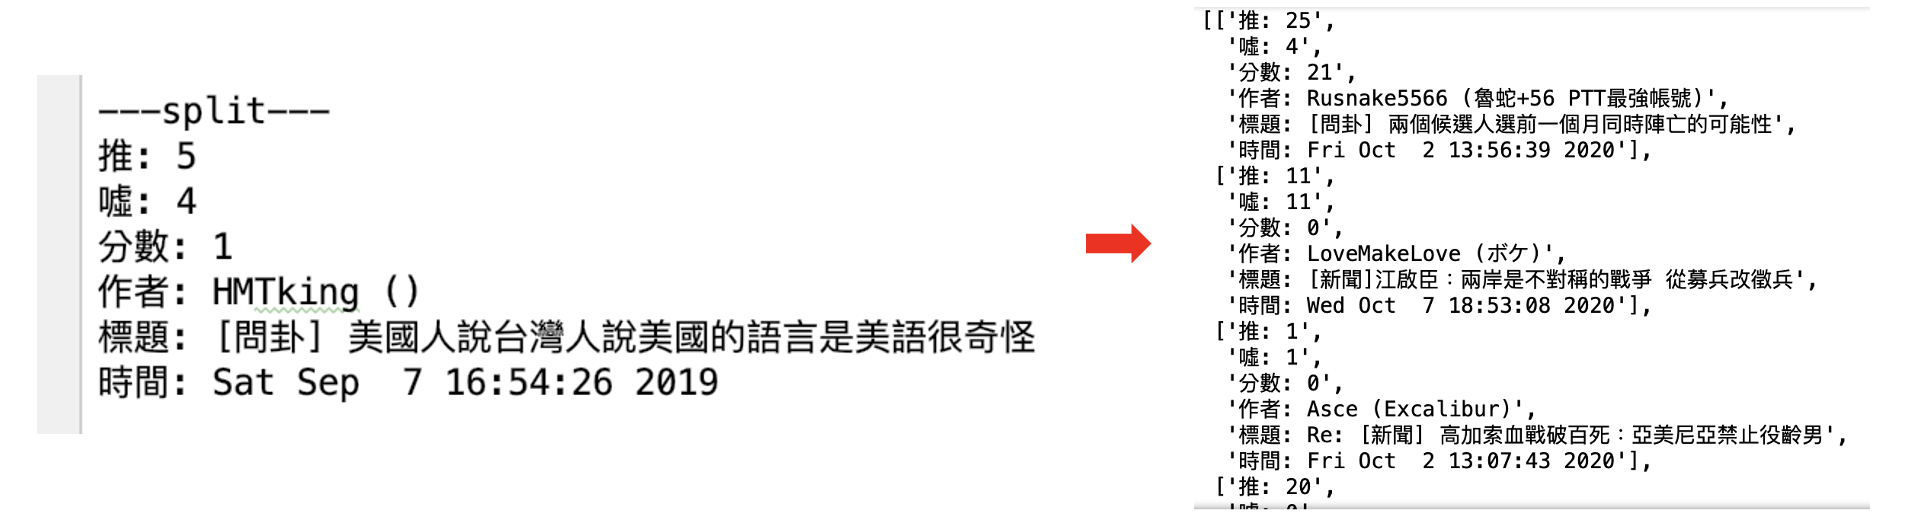 ---split---
推: 5
噓: 4
分數: 1
作者: HMTking ()
標題: [問卦] 美國人說台灣人說美國的語言是美語很奇怪
時間: Sat Sep  7 16:54:26 2019
[['推: 25',
'噓: 4',
'分數: 21',
'作者: Rusnake5566 (魯蛇+56 PTT最強帳號)',
'標題: [問卦] 兩個候選人選前一個月同時陣亡的可能性',
'時間: Fri Oct  2 13:56:39 2020'],
['推: 11',
'噓: 11',
'分數: 0',
'作者: LoveMakeLove (ボケ)',
'標題: [新聞]江啟臣：兩岸是不對稱的戰爭 從募兵改徵兵',
'時間: Wed Oct  7 18:53:08 2020'],
['推: 1',
'噓: 1',
'分數: 0',
'作者: Asce (Excalibur)',
'標題: Re: [新聞] 高加索血戰破百死：亞美尼亞禁止役齡男',
'時間: Fri Oct  2 13:07:43 2020'],
['推: 20',